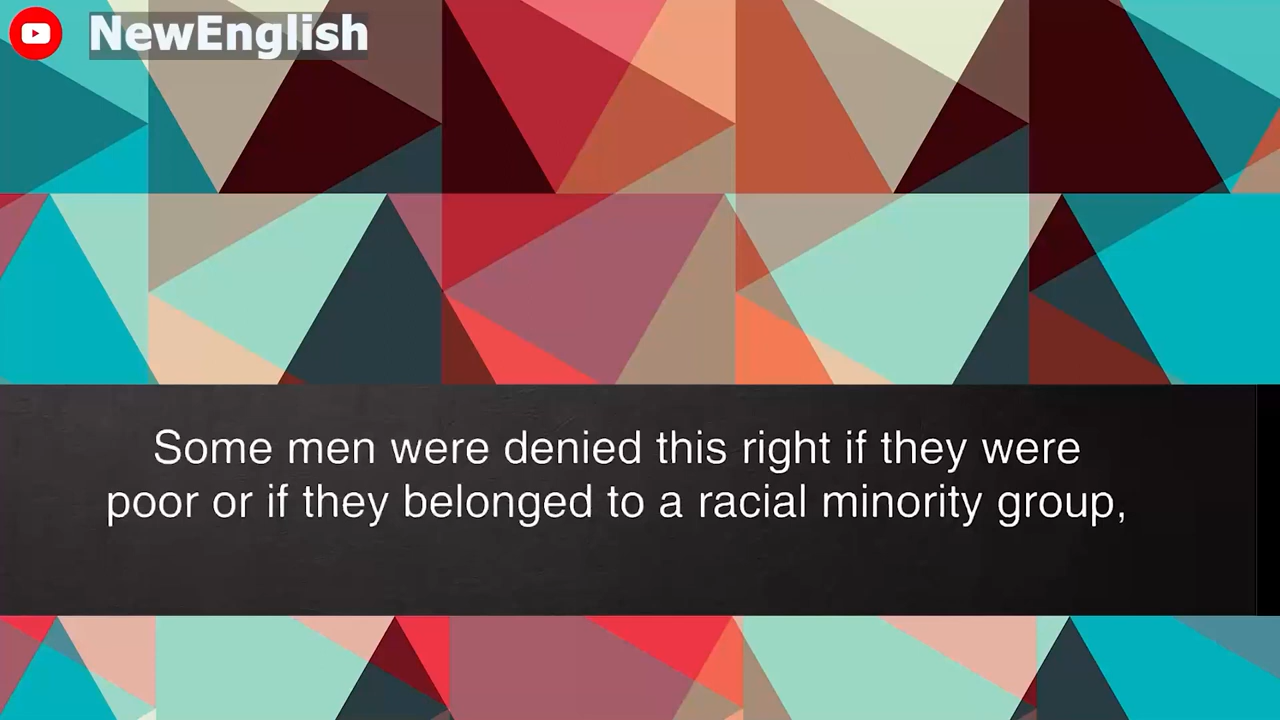 NewEnglish
Some men were denied this right if they were
poor or if they belonged to a racial minority group,